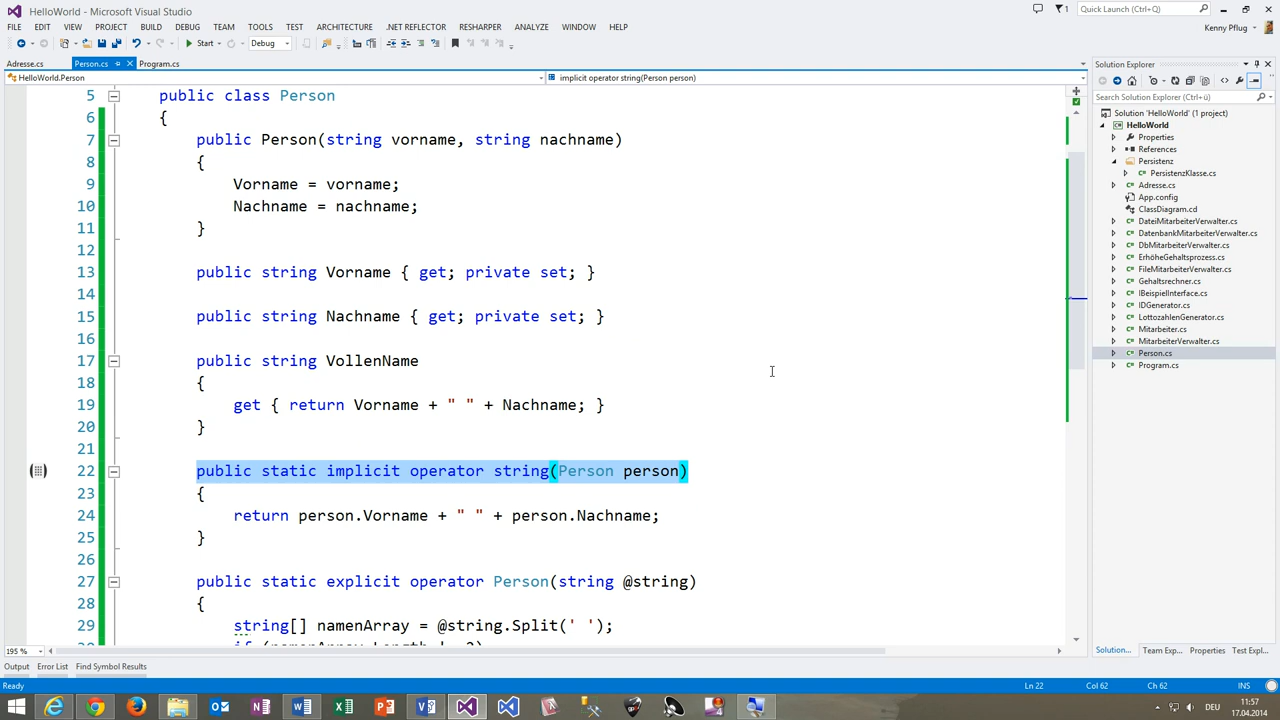 HelloWorld - Microsoft Visual Studio
1
Quick Launch (Ctrl+Q)
FILE EDIT VIEW PROJECT BUILD DEBUG TEAM TOOLS TEST ARCHITECTURE .NET REFLECTOR RESHARPER ANALYZE WINDOW HELP
Kenny Pflug
Start Debug
Adresse.cs Person.cs Program.cs
HelloWorld.Person implicit operator string(Person person)
5 public class Person
6 {
7 public Person(string vorname, string nachname)
8 {
9 Vorname = vorname;
10 Nachname = nachname;
11 }
12
13 public string Vorname { get; private set; }
14
15 public string Nachname { get; private set; }
16
17 public string VollenName
18 {
19 get { return Vorname + " " + Nachname; }
20 }
21
22 public static implicit operator string(Person person)
23 {
24 return person.Vorname + " " + person.Nachname;
25 }
26
27 public static explicit operator Person(string @string)
28 {
29 string[] namenArray = @string.Split(' ');
195 %
Solution Explorer
Search Solution Explorer (Ctrl+ü)
Solution 'HelloWorld' (1 project)
HelloWorld
Properties
References
Persistenz
PersistenzKlasse.cs
Adresse.cs
App.config
ClassDiagram.cd
DateiMitarbeiterVerwalter.cs
DatenbankMitarbeiterVerwalter.cs
DbMitarbeiterVerwalter.cs
ErhöheGehaltsprozess.cs
FileMitarbeiterVerwalter.cs
Gehaltsrechner.cs
IBeispielInterface.cs
IDGenerator.cs
LottozahlenGenerator.cs
Mitarbeiter.cs
MitarbeiterVerwalter.cs
Person.cs
Program.cs
Solution... Team Exp... Properties Test Expl...
Output Error List Find Symbol Results
Ready Ln 22 Col 62 Ch 62 INS
DEU
11:57
17.04.2014